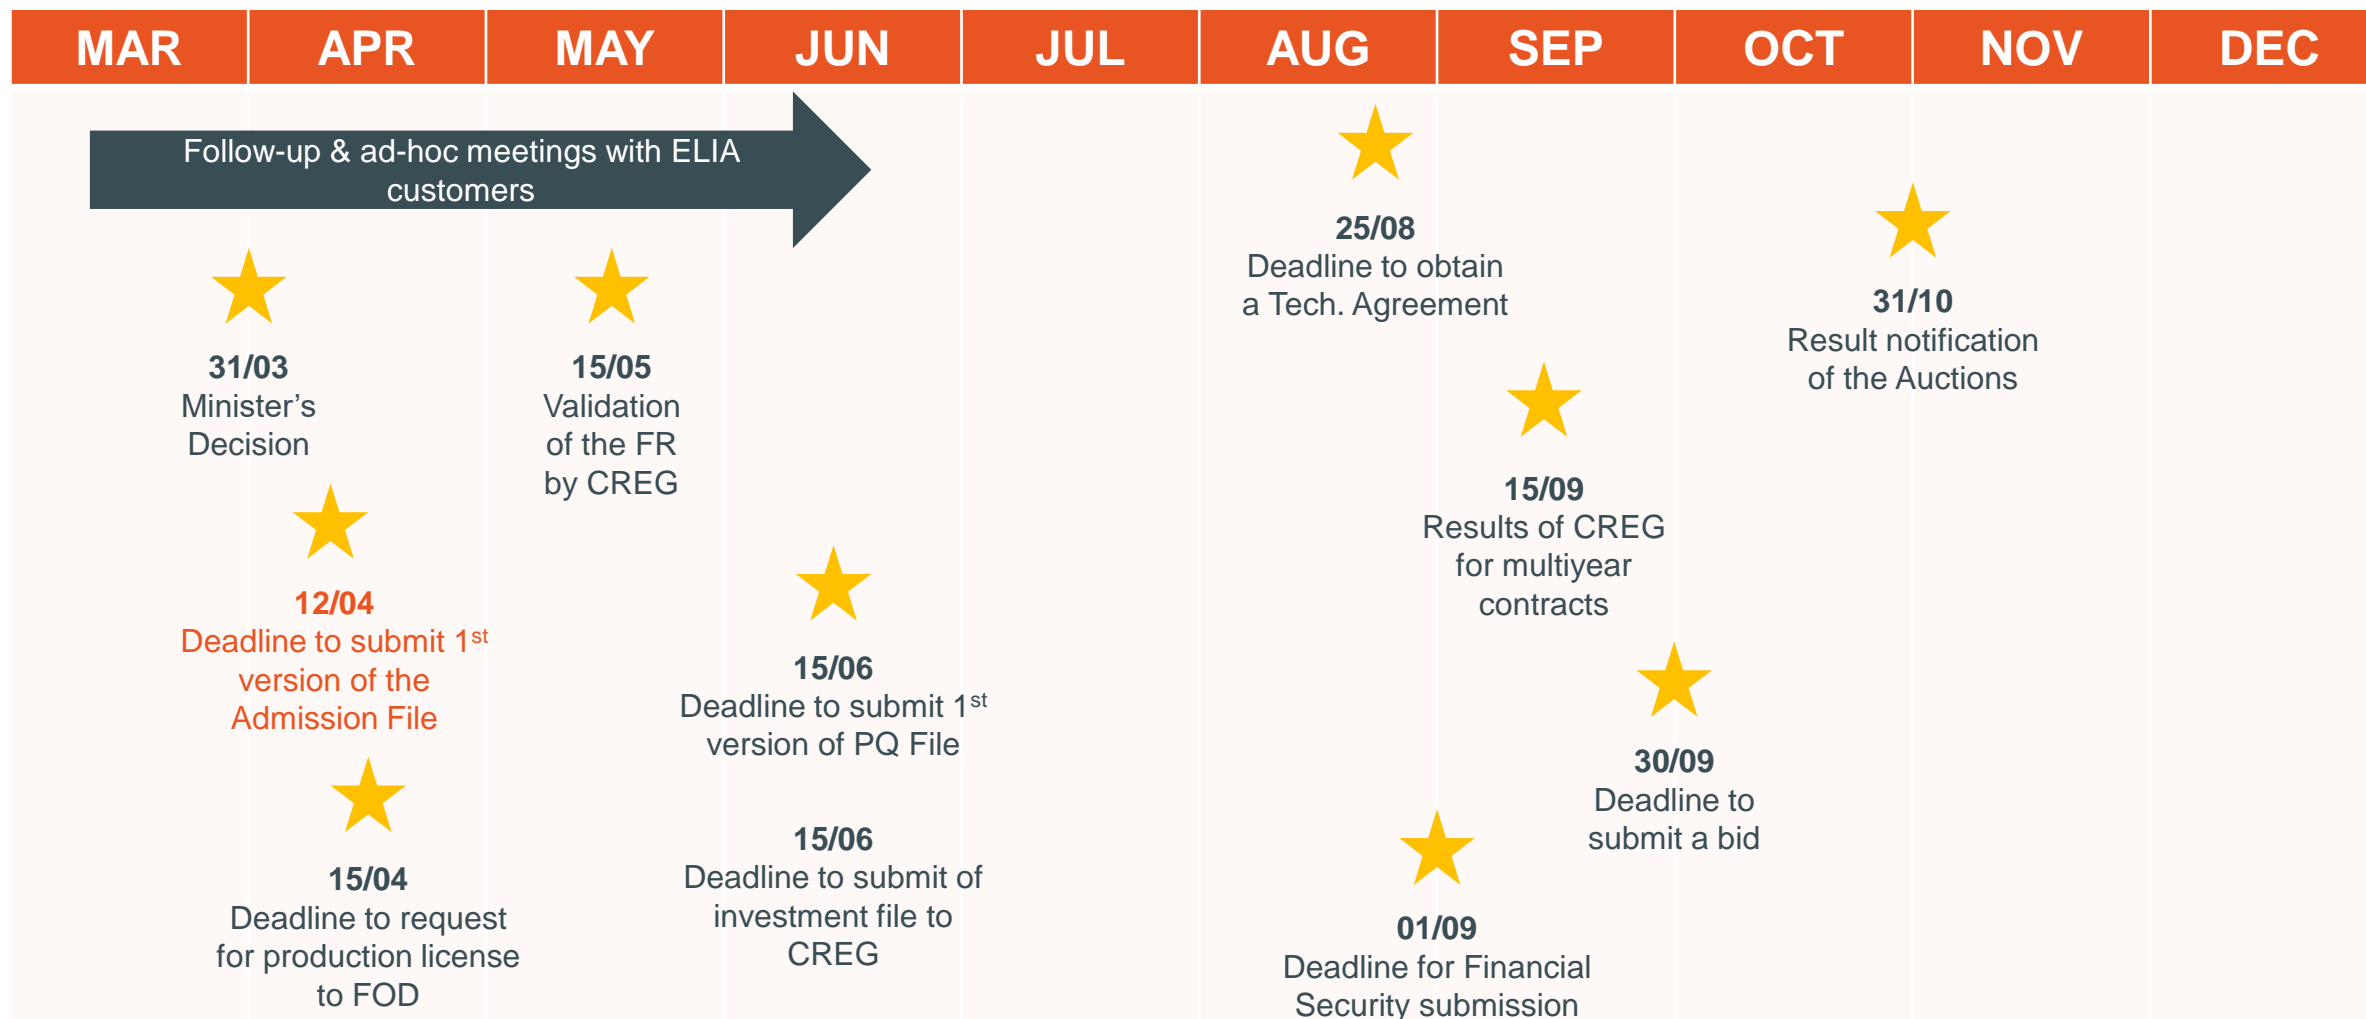 MAR APR MAY JUN JUL AUG SEP OCT NOV DEC
Follow-up & ad-hoc meetings with ELIA
customers
31/03
Minister's
Decision
12/04
Deadline to submit 1st
version of the
Admission File
15/04
Deadline to request
for production license
to FOD
15/05
Validation
of the FR
by CREG
15/06
Deadline to submit 1st
version of PQ File
15/06
Deadline to submit of
investment file to
CREG
25/08
Deadline to obtain
a Tech. Agreement
01/09
Deadline for Financial
Security submission
15/09
Results of CREG
for multiyear
contracts
30/09
Deadline to
submit a bid
31/10
Result notification
of the Auctions